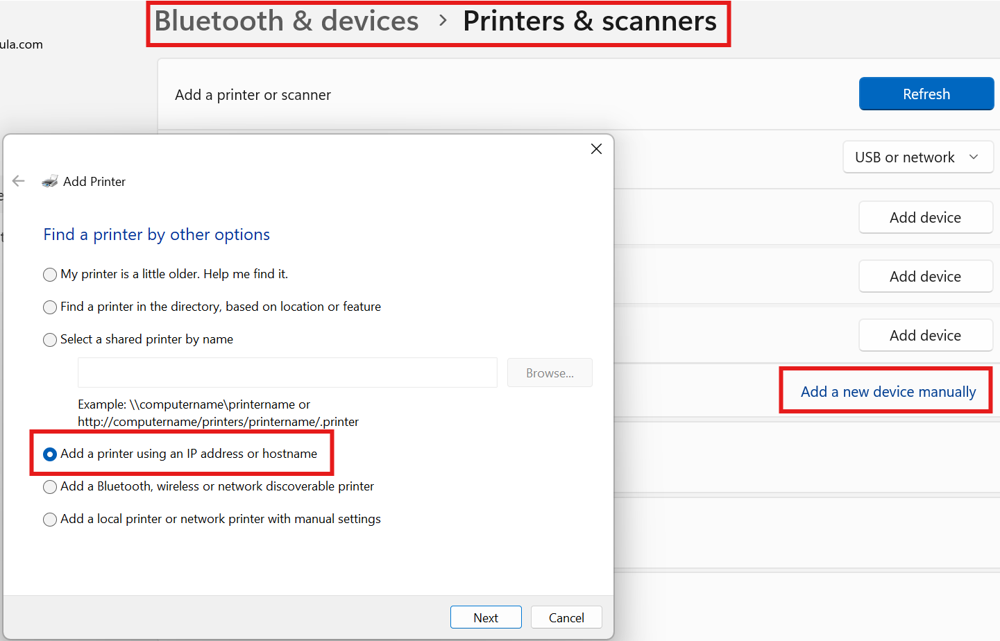 Bluetooth & devices › Printers & scanners
ula.com
Add a printer or scanner
Refresh
USB or network
Add device
Add device
Add device
Add a new device manually
Add Printer
Find a printer by other options
My printer is a little older. Help me find it.
Find a printer in the directory, based on location or feature
Select a shared printer by name
Browse...
Example: \\computername\printername or
http://computername/printers/printername/.printer
Add a printer using an IP address or hostname
Add a Bluetooth, wireless or network discoverable printer
Add a local printer or network printer with manual settings
Next
Cancel